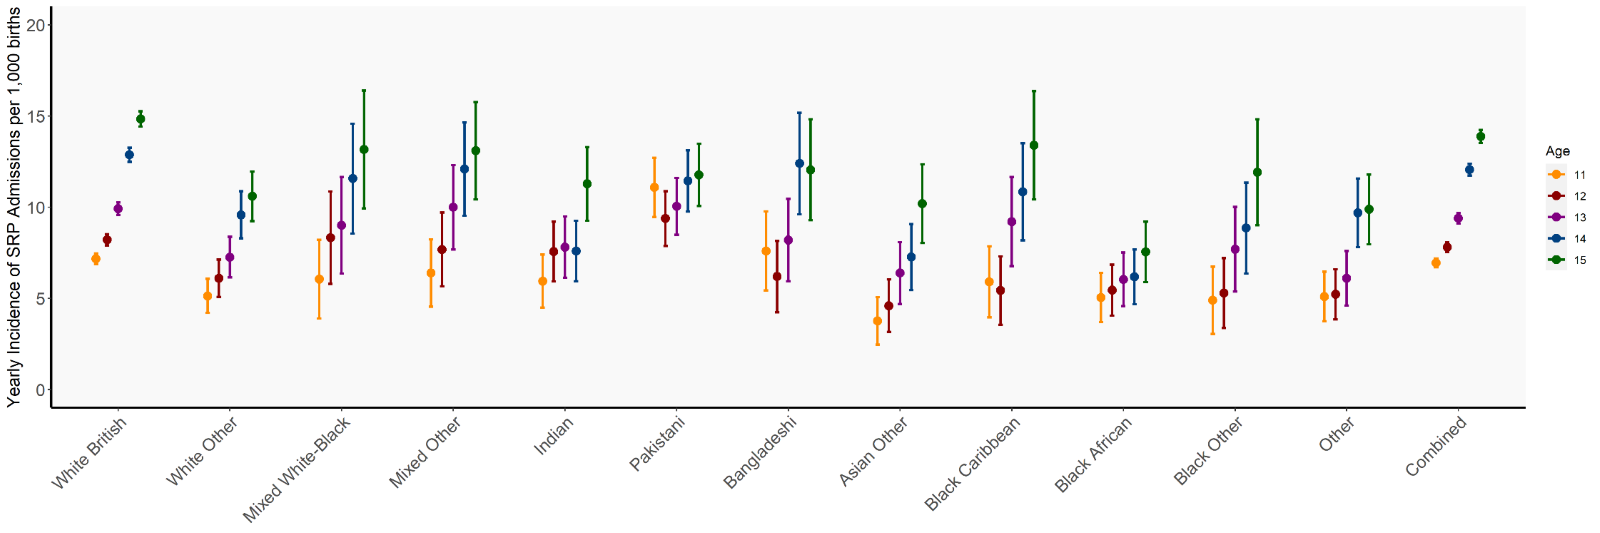 Yearly Incidence of SRP Admissions per 1,000 births
20
15
10
5
0
White British
White Other
Mixed White-Black
Mixed Other
Indian
Pakistani
Bangladeshi
Asian Other
Black Caribbean
Black African
Black Other
Other
Combined
Age
11
12
13
14
15